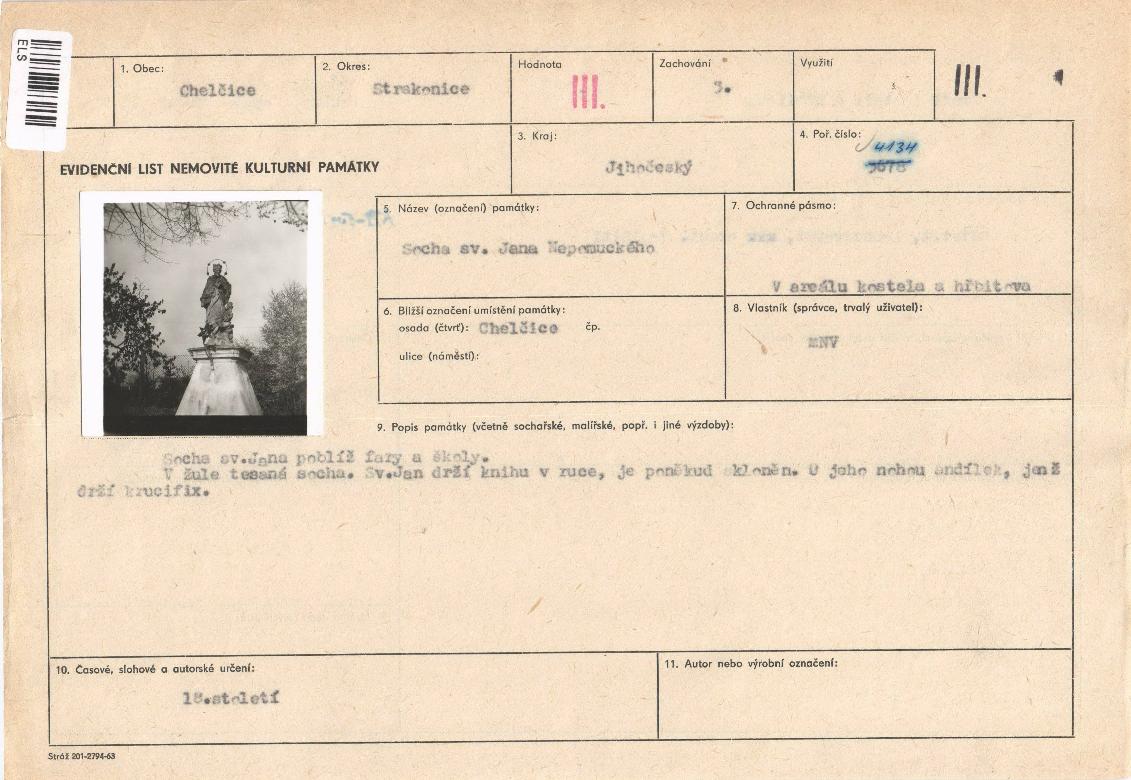 ELS
1. Obec:
Chelčice
2. Okres:
Strakonice
Hodnota
III.
Zachování
3.
Využití
III.
3. Kraj:
Jihočeský
4. Poř. číslo:
4134
EVIDENČNÍ LIST NEMOVITÉ KULTURNÍ PAMÁTKY
5. Název (označení) památky:
Socha sv. Jana Nepomuckého
7. Ochranné pásmo:
V areálu kostela a hřbitova
6. Bližší označení umístění památky:
osada (čtvrť): Chelčice čp.
ulice (náměstí):
8. Vlastník (správce, trvalý uživatel):
MNV
9. Popis památky (včetně sochařské, malířské, popř. i jiné výzdoby):
Socha sv.Jana poblíž fary a školy.
V žule tesaná socha. Sv.Jan drží knihu v ruce, je poněkud skloněn. U jeho nohou andílek, jenž
drží krucifix.
10. Časové, slohové a autorské určení:
18.století
11. Autor nebo výrobní označení:
Stráž 201-2794-63